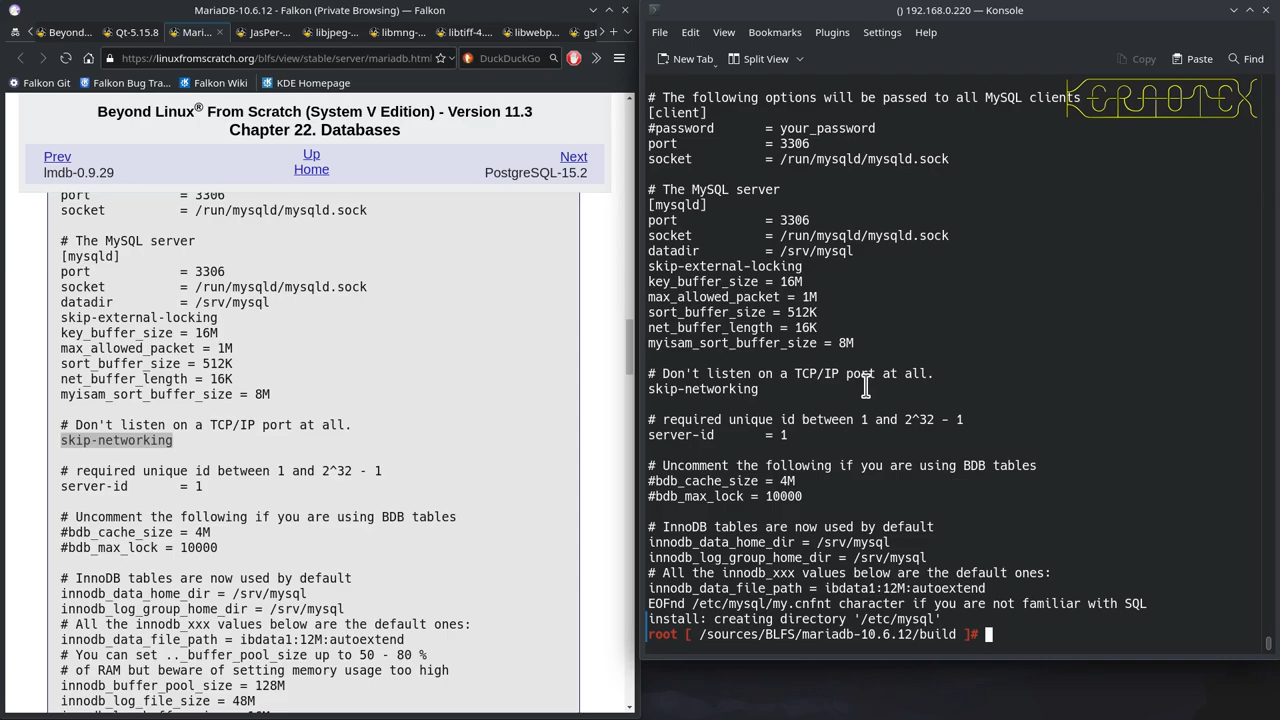 MariaDB-10.6.12 — Falkon (Private Browsing) — Falkon
Beyond
Qt-5.15.8
Mari...
JasPer-...
libjpeg-...
libmng-...
libtiff-4....
libwebp...
gst
https://linuxfromscratch.org/blfs/view/stable/server/mariadb.html
DuckDuckGo
Falkon Git
Falkon Bug Tra...
Falkon Wiki
KDE Homepage
Beyond Linux® From Scratch (System V Edition) - Version 11.3
Chapter 22. Databases
Prev
Up
Next
lmdb-0.9.29
Home
PostgreSQL-15.2
port            = 3306
socket          = /run/mysqld/mysqld.sock
# The MySQL server
[mysqld]
port            = 3306
socket          = /run/mysqld/mysqld.sock
datadir         = /srv/mysql
skip-external-locking
key_buffer_size = 16M
max_allowed_packet = 1M
sort_buffer_size = 512K
net_buffer_length = 16K
myisam_sort_buffer_size = 8M
# Don't listen on a TCP/IP port at all.
skip-networking
# required unique id between 1 and 2^32 - 1
server-id       = 1
# Uncomment the following if you are using BDB tables
#bdb_cache_size = 4M
#bdb_max_lock = 10000
# InnoDB tables are now used by default
innodb_data_home_dir = /srv/mysql
innodb_log_group_home_dir = /srv/mysql
# All the innodb_xxx values below are the default ones:
innodb_data_file_path = ibdata1:12M:autoextend
# You can set .._buffer_pool_size up to 50 - 80 %
# of RAM but beware of setting memory usage too high
innodb_buffer_pool_size = 128M
innodb_log_file_size = 48M
() 192.168.0.220 — Konsole
File Edit View Bookmarks Plugins Settings Help
New Tab
Split View
Copy
Paste
Find
# The following options will be passed to all MySQL clients
[client]
#password       = your_password
port            = 3306
socket          = /run/mysqld/mysqld.sock
# The MySQL server
[mysqld]
port            = 3306
socket          = /run/mysqld/mysqld.sock
datadir         = /srv/mysql
skip-external-locking
key_buffer_size = 16M
max_allowed_packet = 1M
sort_buffer_size = 512K
net_buffer_length = 16K
myisam_sort_buffer_size = 8M
# Don't listen on a TCP/IP port at all.
skip-networking
# required unique id between 1 and 2^32 - 1
server-id       = 1
# Uncomment the following if you are using BDB tables
#bdb_cache_size = 4M
#bdb_max_lock = 10000
# InnoDB tables are now used by default
innodb_data_home_dir = /srv/mysql
innodb_log_group_home_dir = /srv/mysql
# All the innodb_xxx values below are the default ones:
innodb_data_file_path = ibdata1:12M:autoextend
EOFnd /etc/mysql/my.cnfnt character if you are not familiar with SQL
install: creating directory '/etc/mysql'
root [ /sources/BLFS/mariadb-10.6.12/build ]#